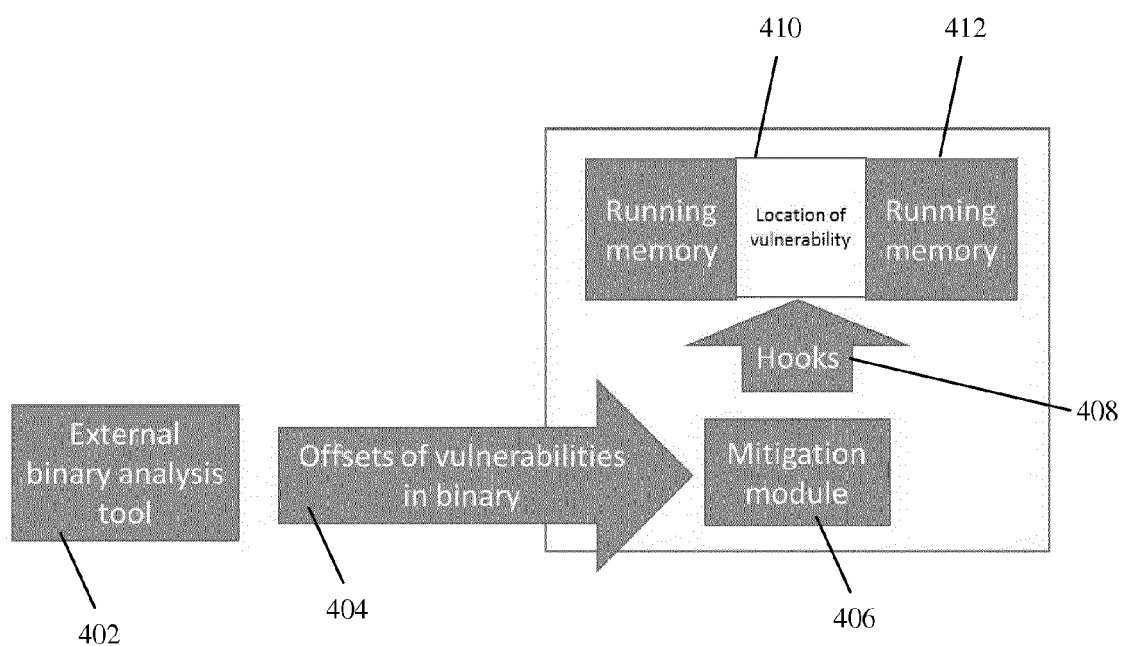 410
412
Running
memory
Location of
vulnerability
Running
memory
Hooks
408
External
binary analysis
tool
Offsets of vulnerabilities
in binary
Mitigation
module
402
404
406